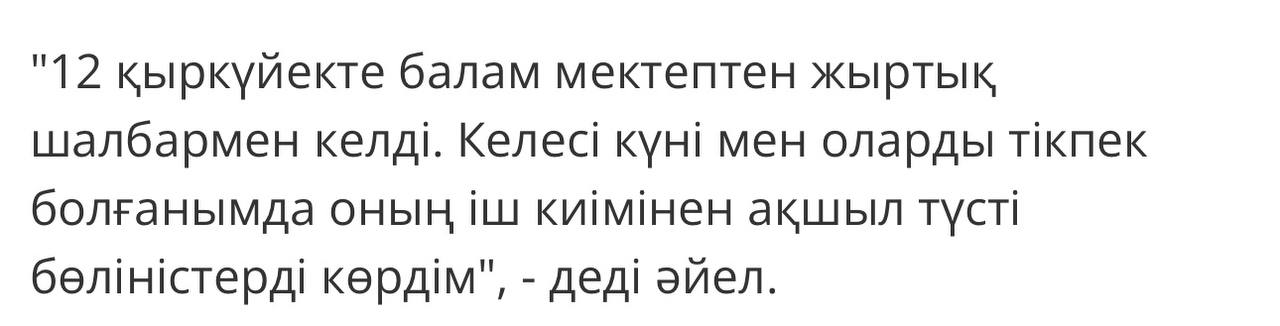 "12 қыркүйекте балам мектептен жыртық
шалбармен келді. Келесі күні мен оларды тікпек
болғанымда оның іш киімінен ақшыл түсті
бөліністерді көрдім", - деді әйел.